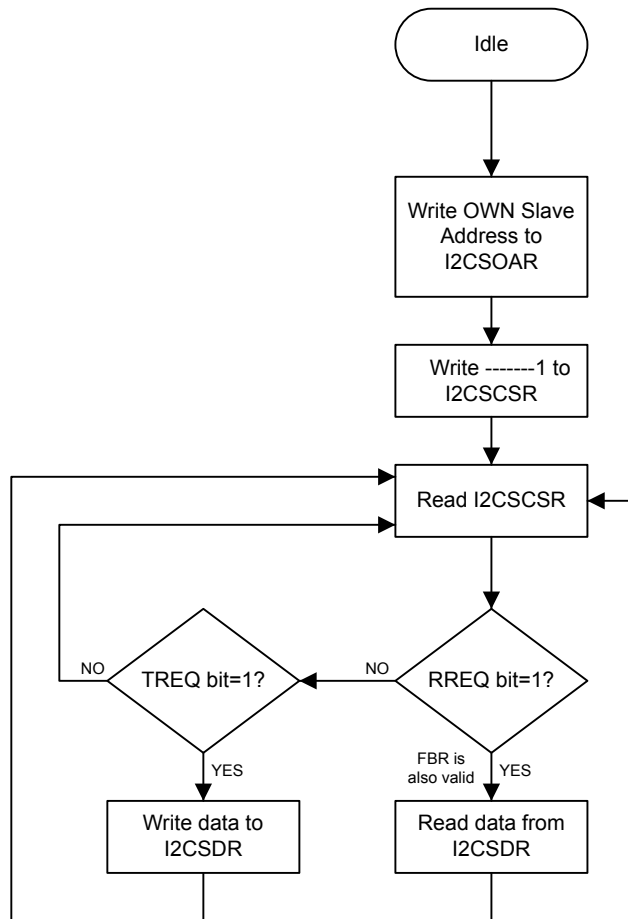 Idle
Write OWN Slave
Address to
I2CSOAR
Write -------1 to
I2CSCSR
Read I2CSCSR
NO
TREQ bit=1?
NO
RREQ bit=1?
YES
FBR is
also valid
YES
Write data to
I2CSDR
Read data from
I2CSDR